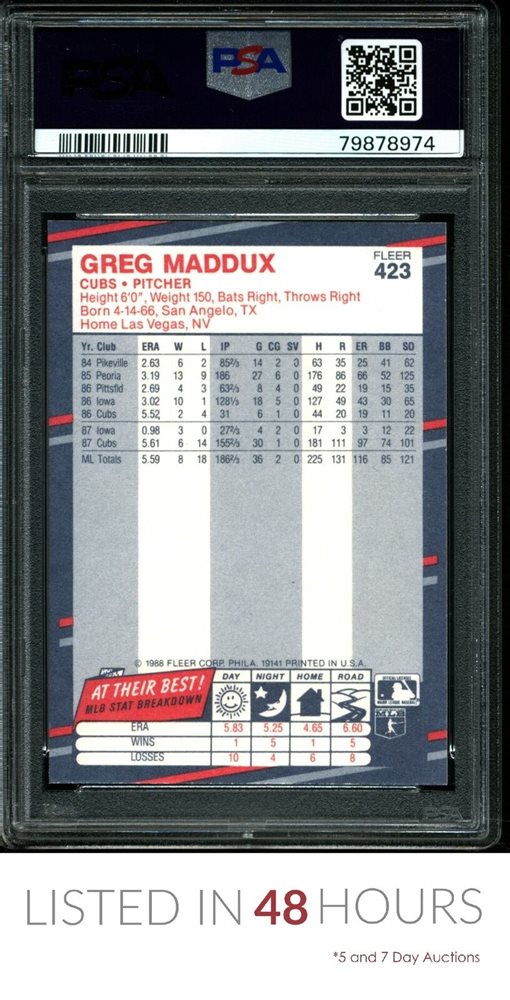 PSA
PSA
79878974
GREG MADDUX
FLEER
423
CUBS • PITCHER
Height 6'0", Weight 150, Bats Right, Throws Right
Born 4-14-66, San Angelo, TX
Home Las Vegas, NV
Yr. Club ERA W L IP G CG SV H R ER BB SO
84 Pikeville 2.63 6 2 85⅔ 14 2 0 63 35 25 41 62
85 Peoria 3.19 13 9 186 27 6 0 176 86 66 52 125
86 Pittsfld 2.69 4 3 63⅔ 8 4 0 49 22 19 15 35
86 Iowa 3.02 10 1 128⅓ 18 5 0 127 49 43 30 65
86 Cubs 5.52 2 4 31 6 1 0 44 20 19 11 20
87 Iowa 0.98 3 0 27⅔ 4 2 0 17 3 3 12 22
87 Cubs 5.61 6 14 155⅔ 30 1 0 181 111 97 74 101
ML Totals 5.59 8 18 186⅔ 36 2 0 225 131 116 85 121
© 1988 FLEER CORP. PHILA. 19141 PRINTED IN U.S.A.
AT THEIR BEST!
MLB STAT BREAKDOWN
DAY NIGHT HOME ROAD
ERA 5.83 5.25 4.65 6.60
WINS 1 5 1 5
LOSSES 10 4 6 8
PSA
LISTED IN 48 HOURS
*5 and 7 Day Auctions